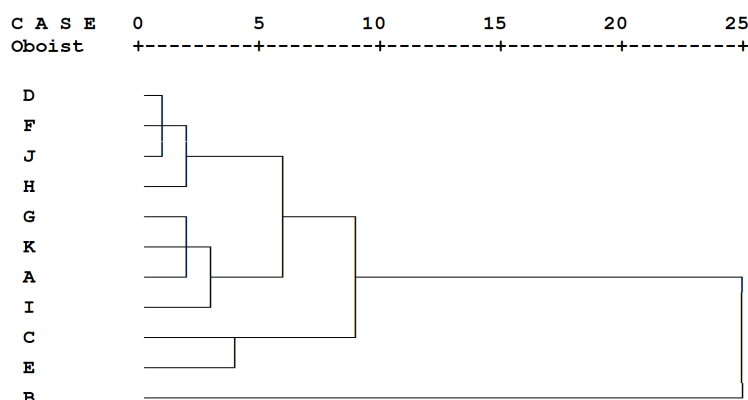 C A S E 0 5 10 15 20 25
Oboist +---------+---------+---------+---------+---------+
D
F
J
H
G
K
A
I
C
E
B